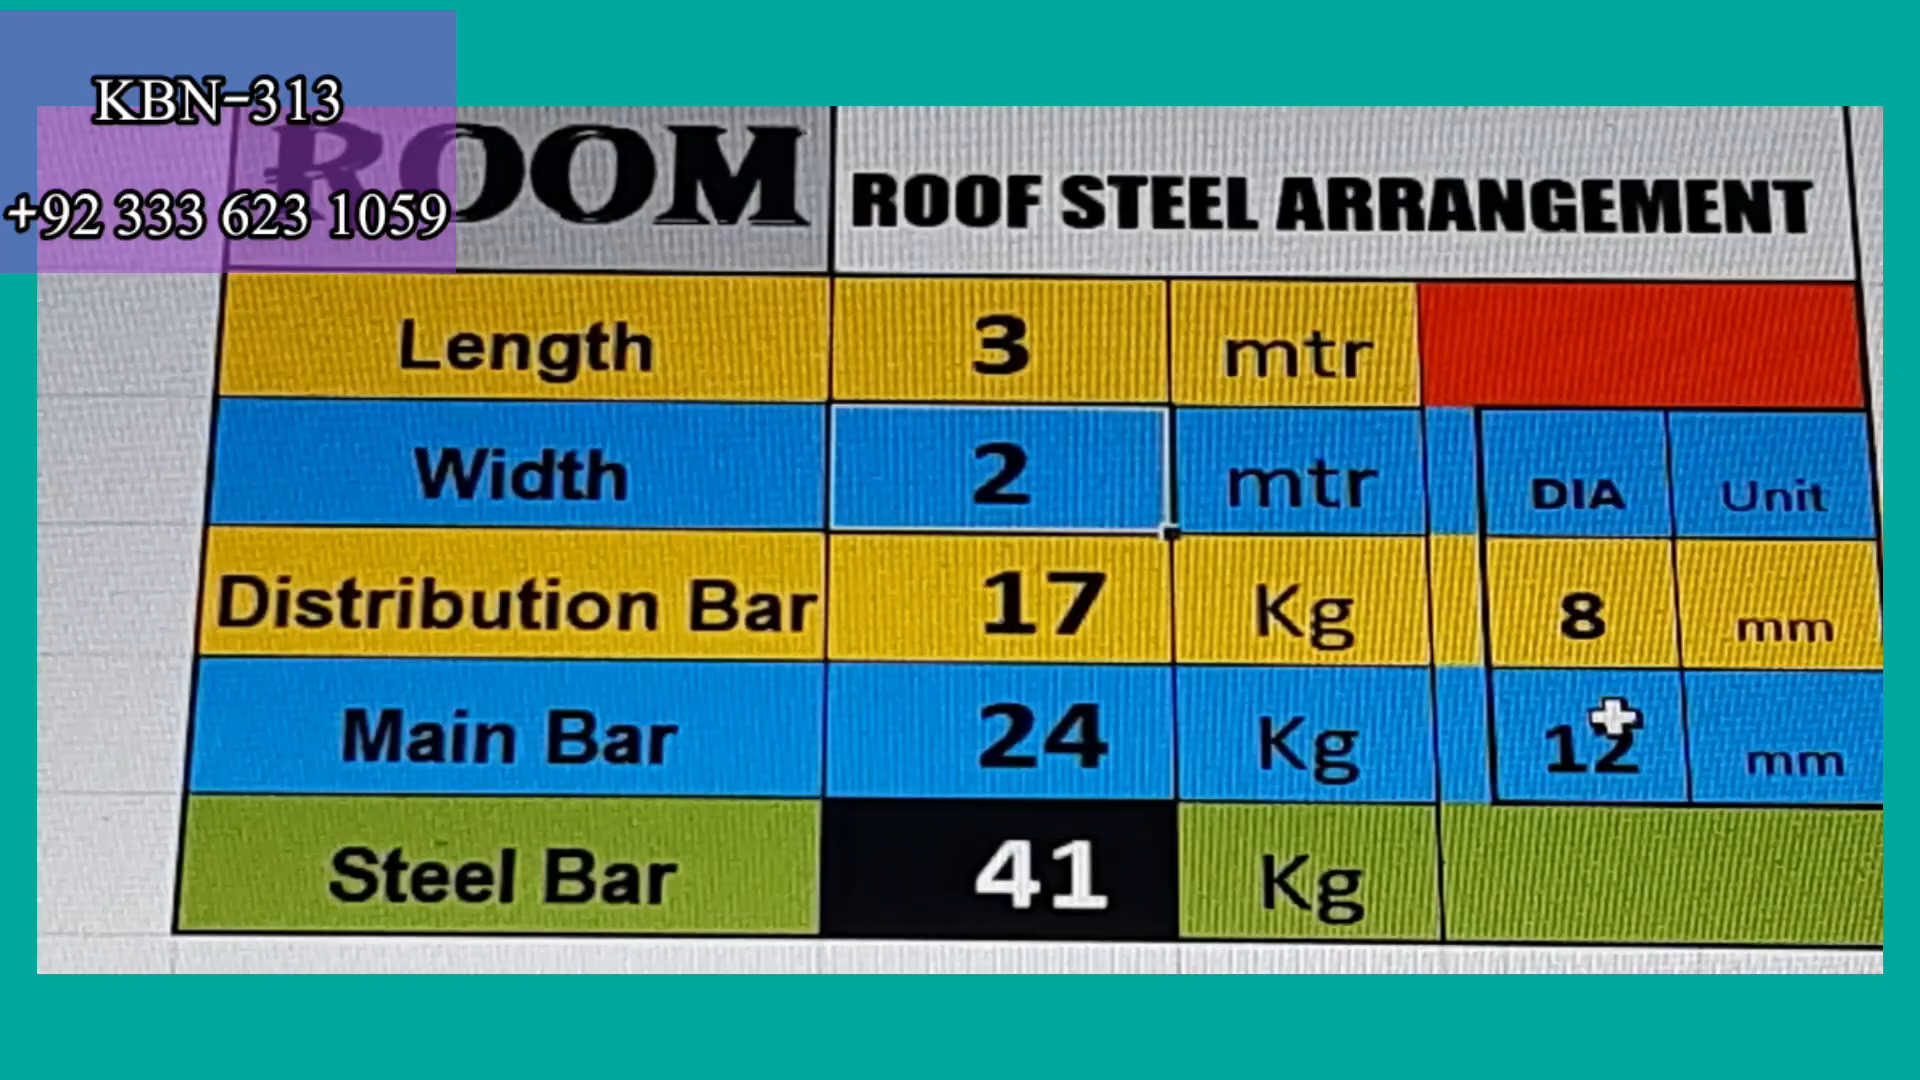 KBN-313
+92 333 623 1059
ROOM ROOF STEEL ARRANGEMENT
Length 3 mtr
Width 2 mtr DIA Unit
Distribution Bar 17 Kg 8 mm
Main Bar 24 Kg 12 mm
Steel Bar 41 Kg